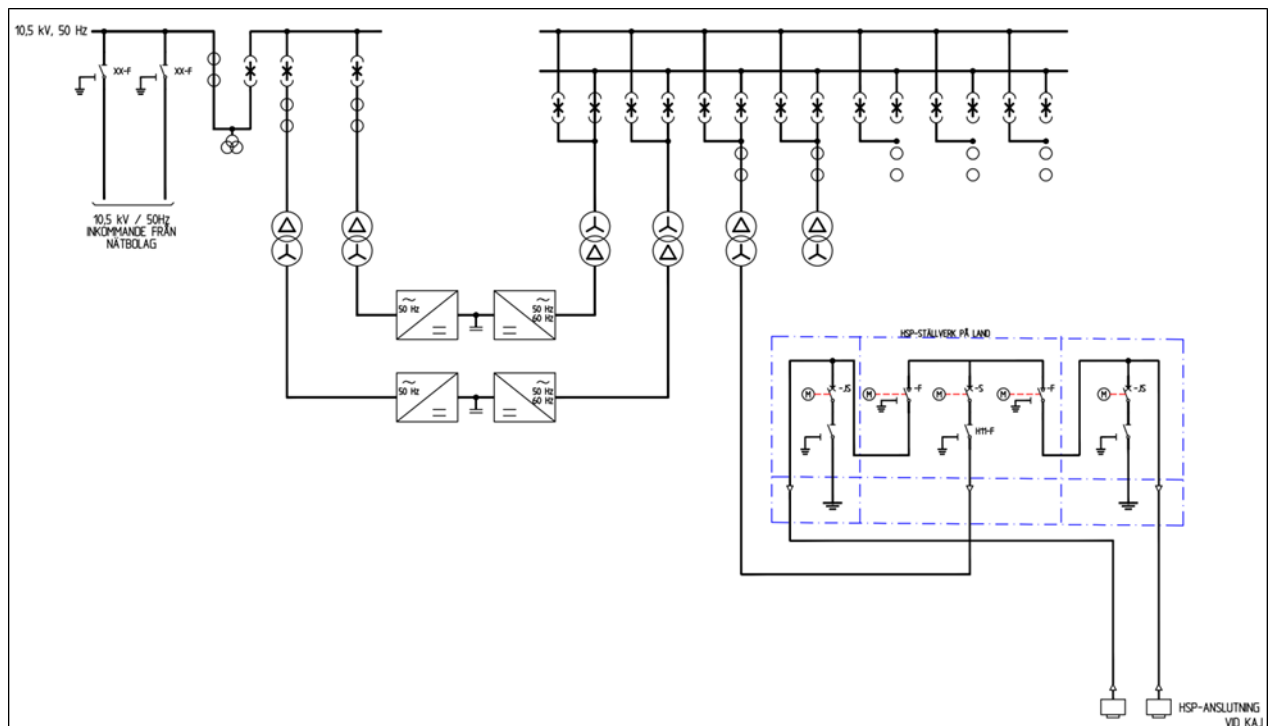 10,5 kV, 50 Hz
XX-F
XX-F
10,5 kV / 50Hz
INKOMMANDE FRÅN
NÄTBOLAG
50 Hz
50 Hz
60 Hz
50 Hz
50 Hz
60 Hz
HSP-STÄLLVERK PÅ LAND
M
-JS
M
-F
M
-S
M
-F
M
-JS
H11-F
HSP-ANSLUTNING
VID KAJ